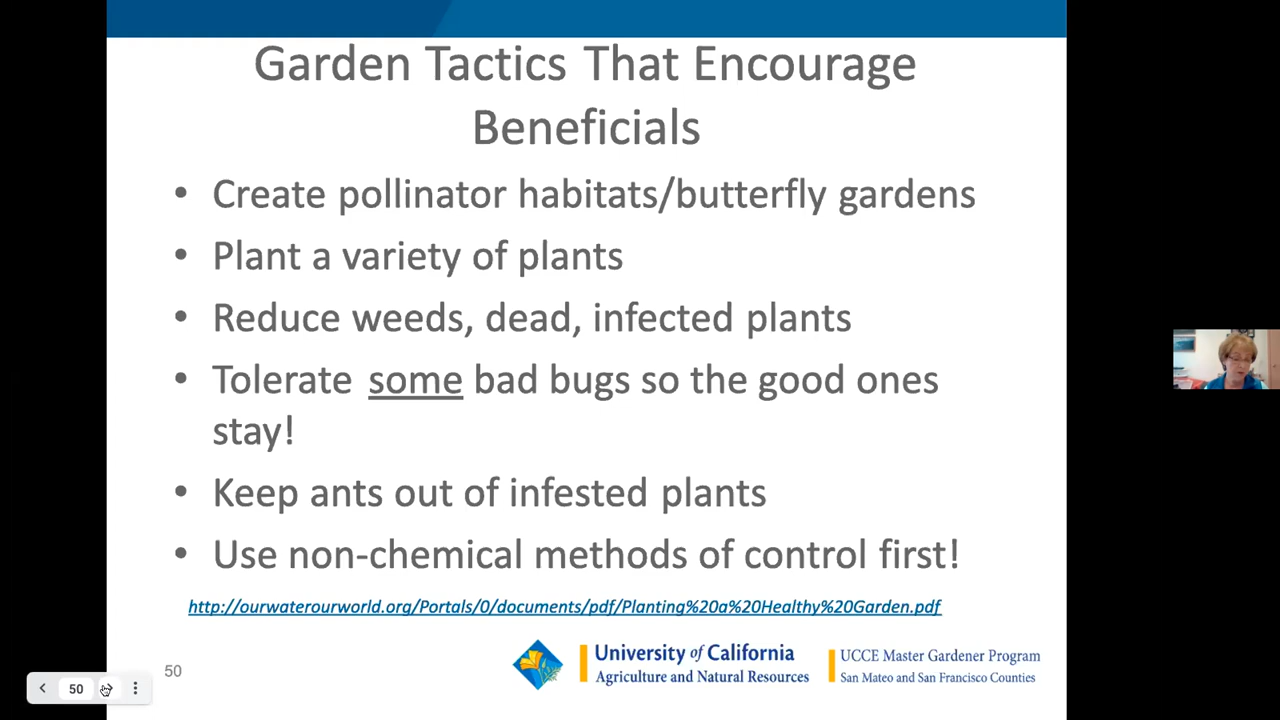 Garden Tactics That Encourage
Beneficials
• Create pollinator habitats/butterfly gardens
• Plant a variety of plants
• Reduce weeds, dead, infected plants
• Tolerate some bad bugs so the good ones
stay!
• Keep ants out of infested plants
• Use non-chemical methods of control first!
http://ourwaterourworld.org/Portals/0/documents/pdf/Planting%20a%20Healthy%20Garden.pdf
University of California
Agriculture and Natural Resources
UCCE Master Gardener Program
San Mateo and San Francisco Counties
50
50